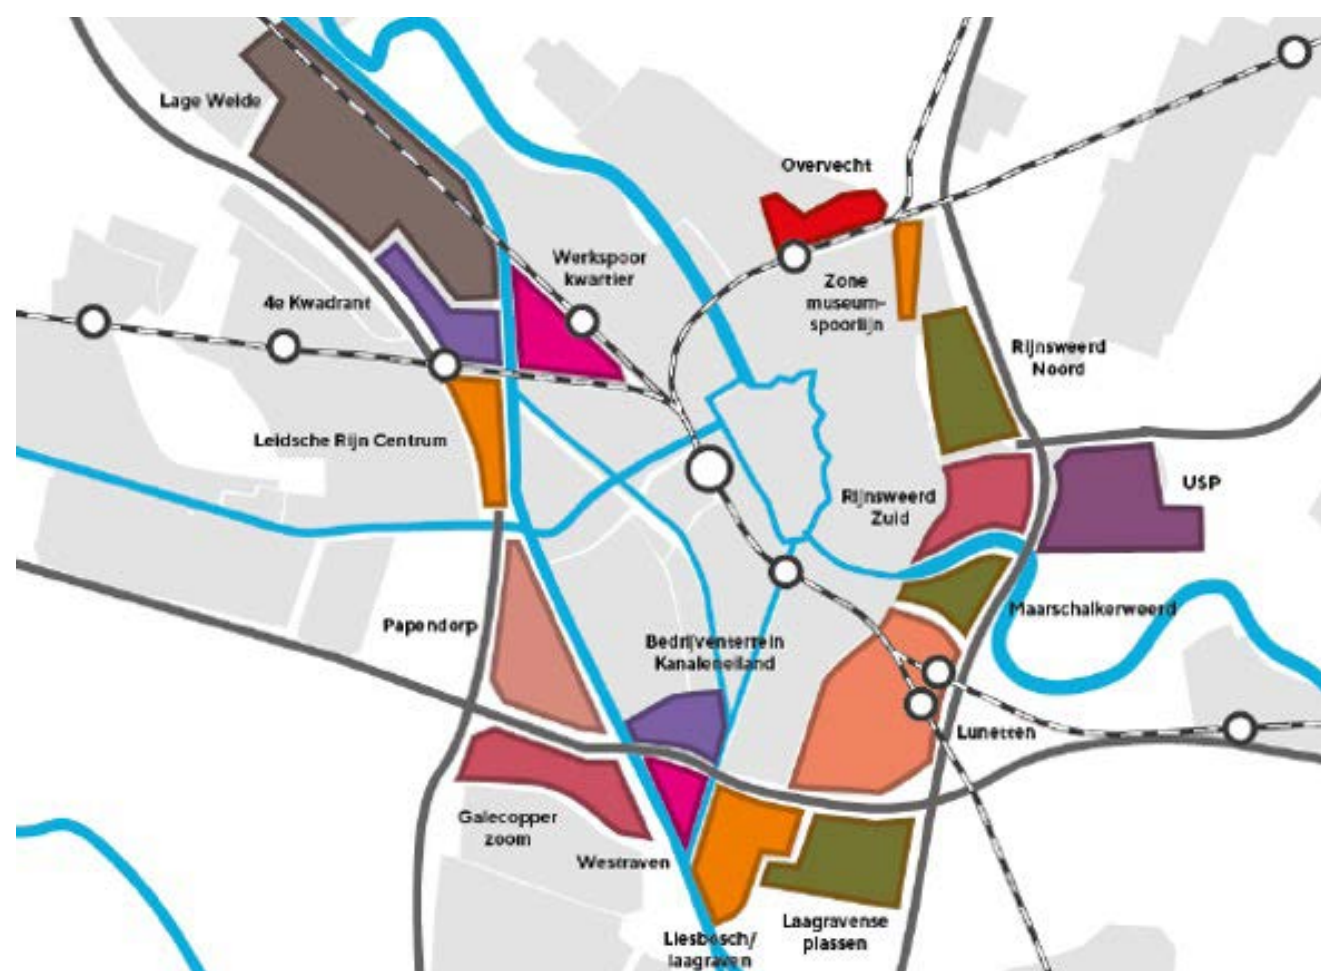 Lage Weide
Overvecht
Werkspoor
kwartier
4e Kwadrant
Zone
museum-
spoorlijn
Rijnsweerd
Noord
Leidsche Rijn Centrum
Rijnsweerd
Zuid
USP
Papendorp
Bedrijventerrein
Kanaleneiland
Maarschalkerweerd
Lunetten
Galecopper
zoom
Westraven
Laagravense
plassen
Liesbosch/
laagraven